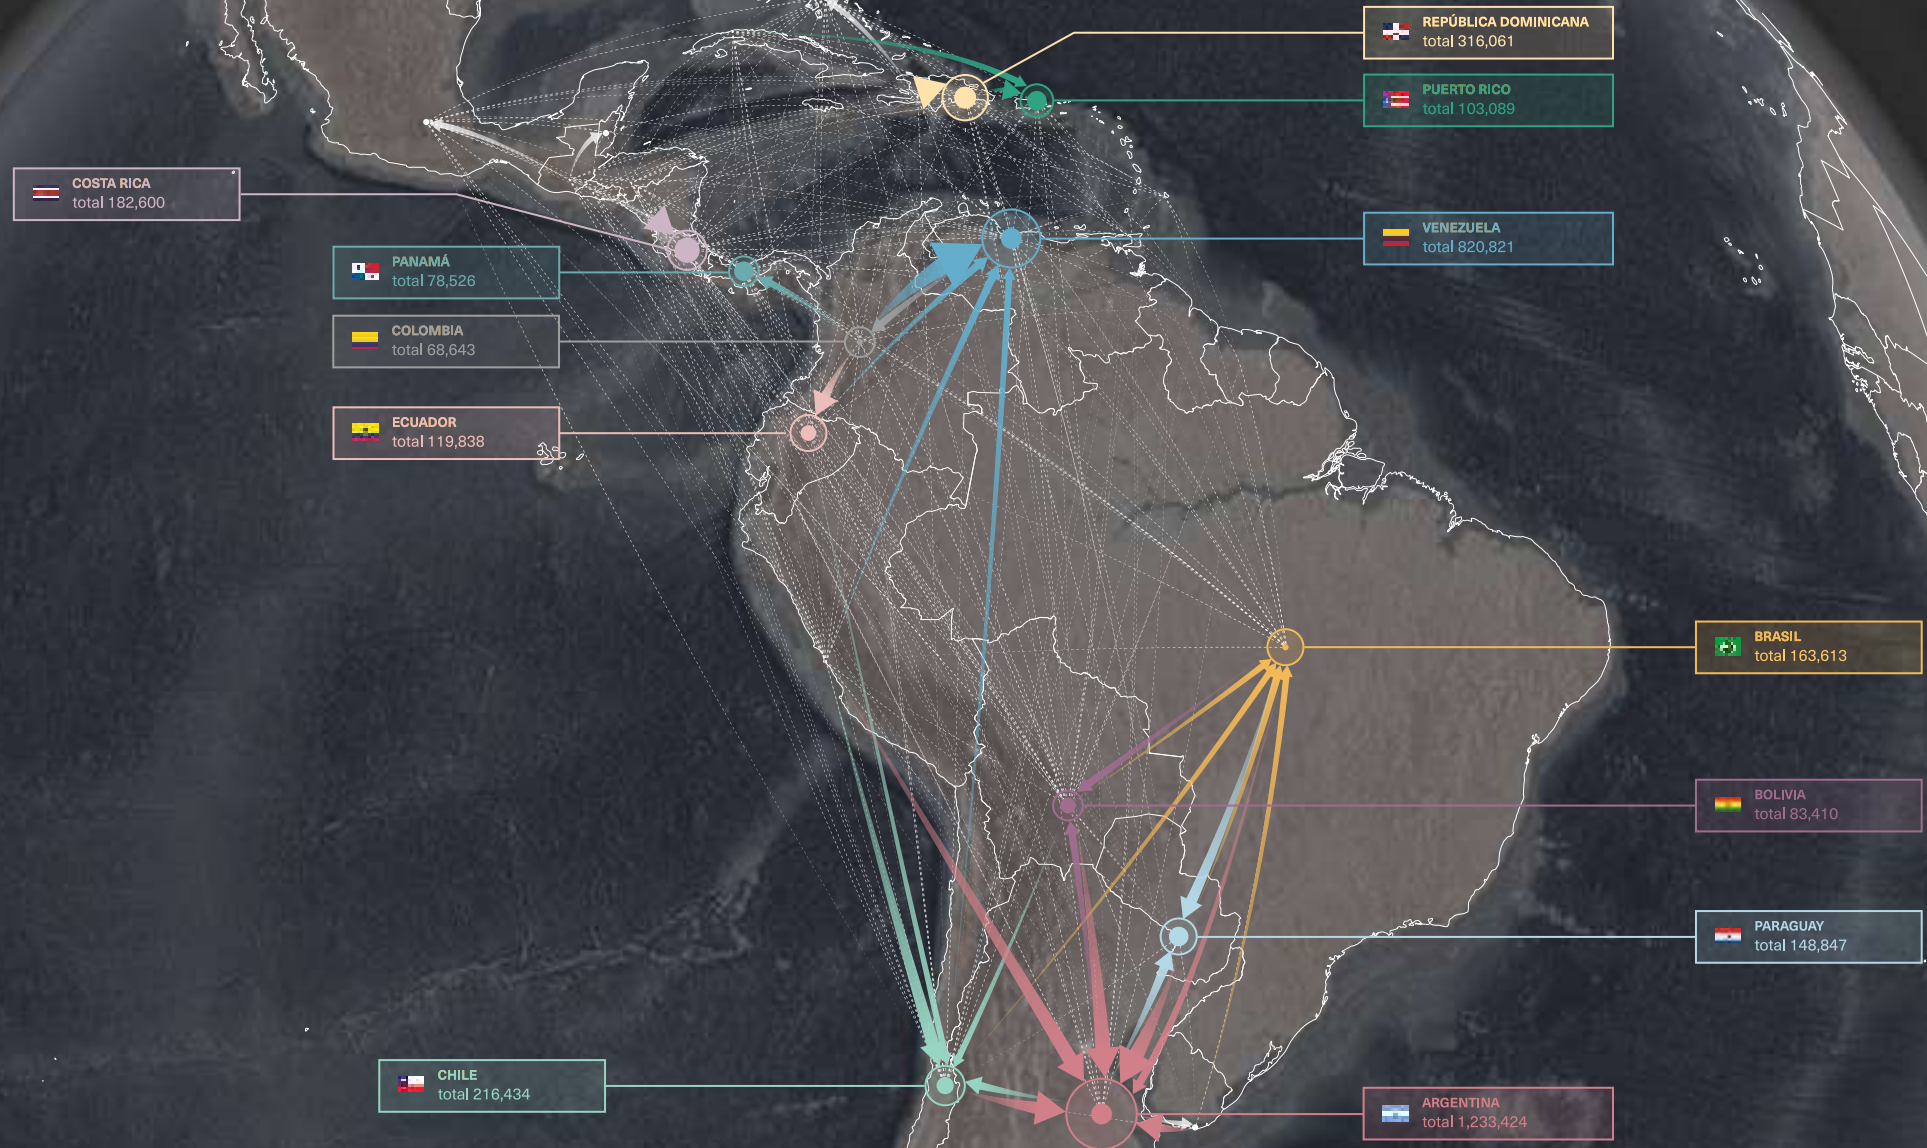 REPÚBLICA DOMINICANA
total 316,061
PUERTO RICO
total 103,089
COSTA RICA
total 182,600
VENEZUELA
total 820,821
PANAMÁ
total 78,526
COLOMBIA
total 68,643
ECUADOR
total 119,838
BRASIL
total 163,613
BOLIVIA
total 83,410
PARAGUAY
total 148,847
CHILE
total 216,434
ARGENTINA
total 1,233,424